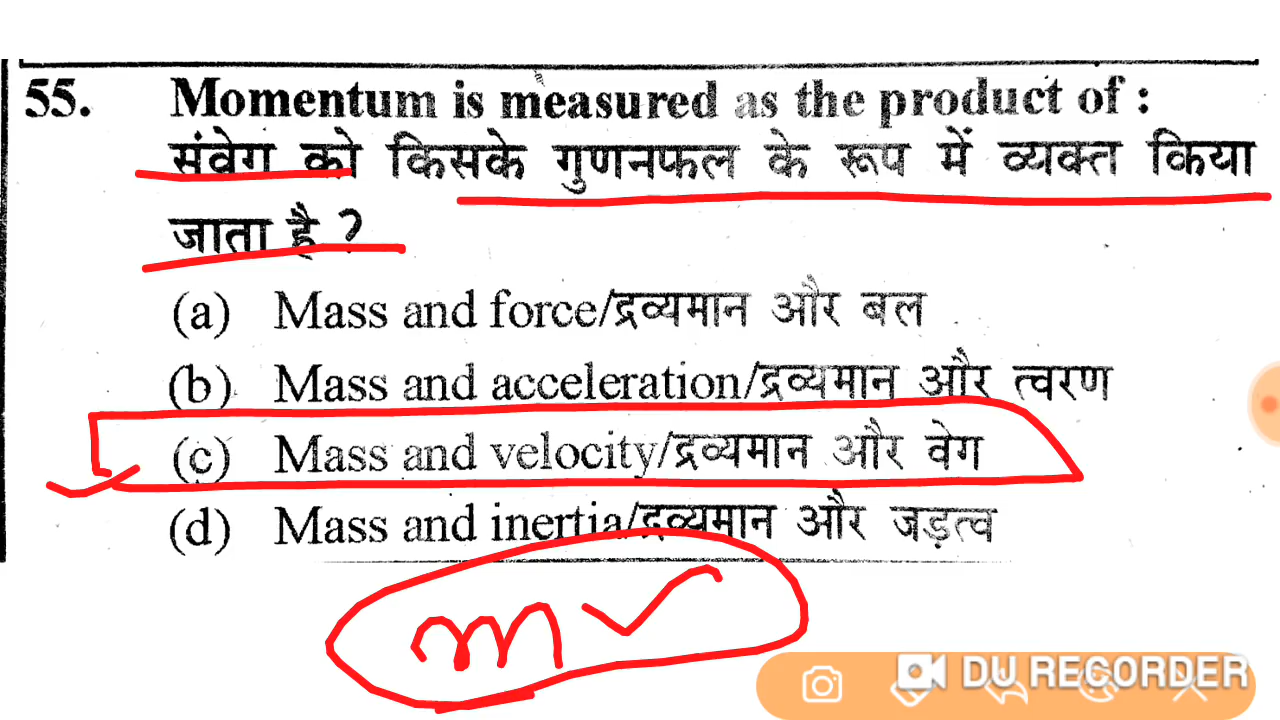 55. Momentum is measured as the product of :
संवेग को किसके गुणनफल के रूप में व्यक्त किया
जाता है ?
(a) Mass and force/द्रव्यमान और बल
(b) Mass and acceleration/द्रव्यमान और त्वरण
(c) Mass and velocity/द्रव्यमान और वेग
(d) Mass and inertia/द्रव्यमान और जड़त्व
mv
DU RECORDER